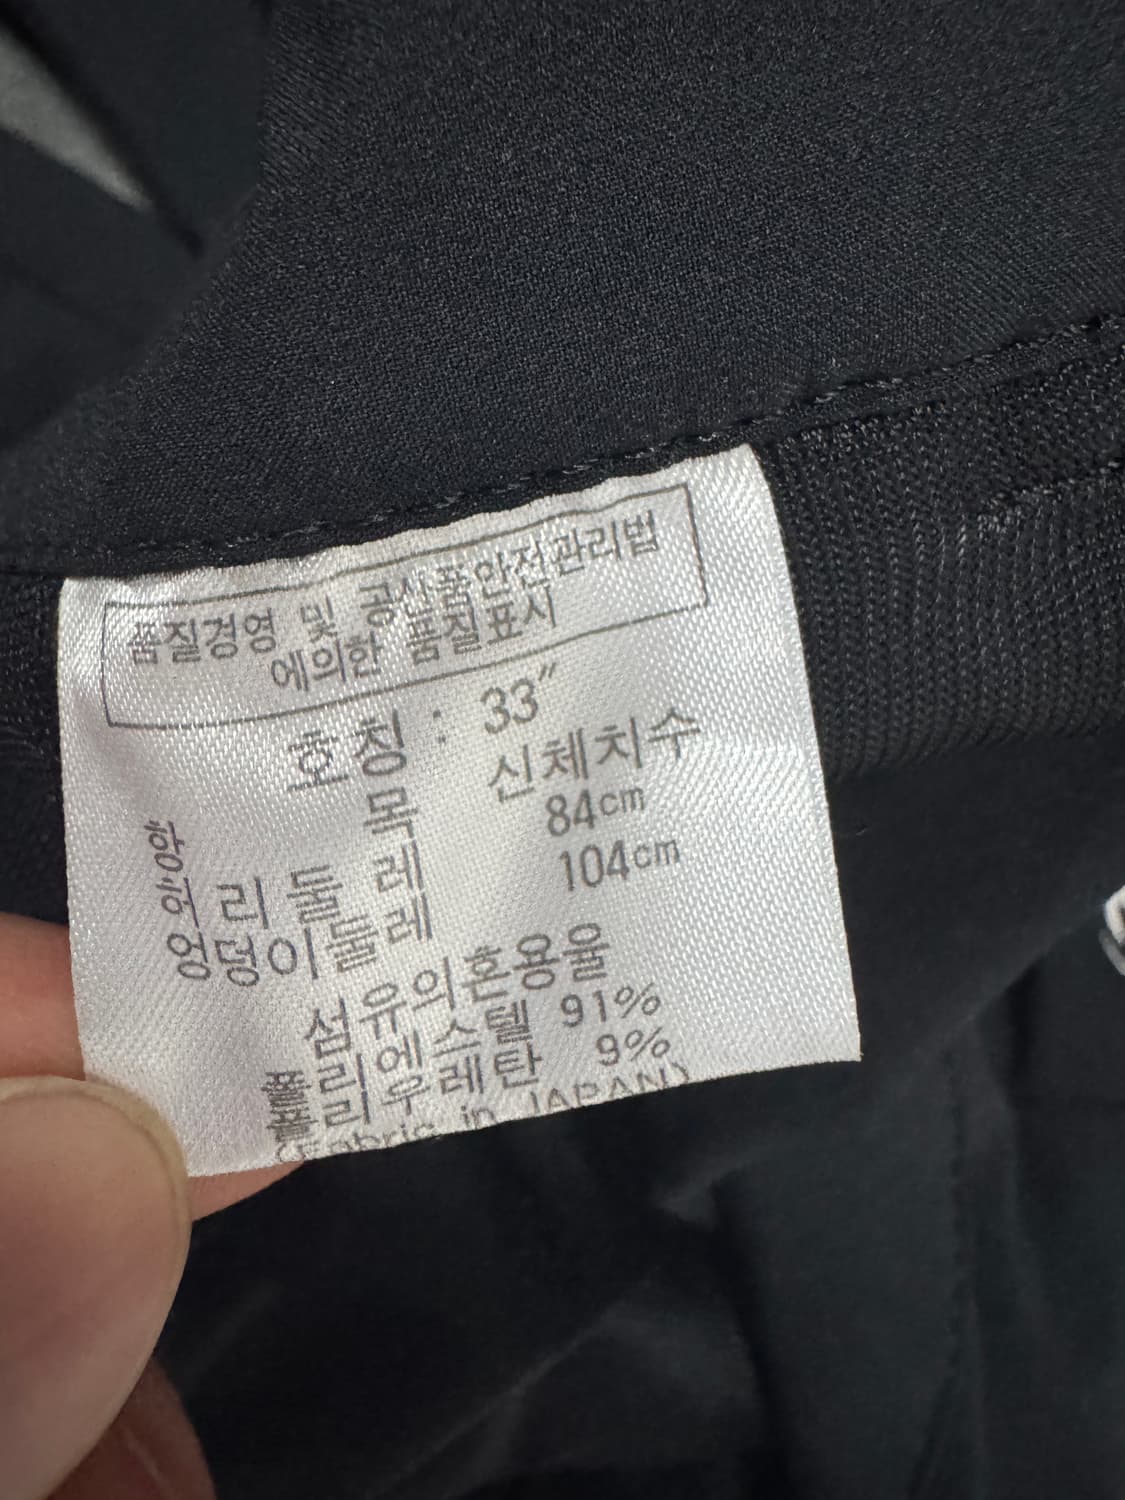 품질경영 및 공산품안전관리법
에의한 품질표시
호칭 : 33"
항목 신체치수
허리둘레 84cm
엉덩이둘레 104cm
섬유의혼용율
폴리에스텔 91%
폴리우레탄 9%
(Fabric in JAPAN)